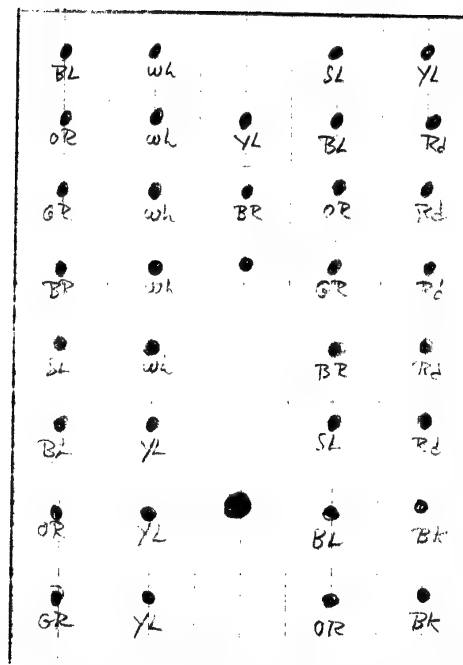 BL Wh SL YL
OR Wh YL BL Rd
GR Wh BR OR Rd
BR Wh GR Rd
SL Wh BR Rd
BL YL SL Rd
OR YL BL BK
GR YL OR BK